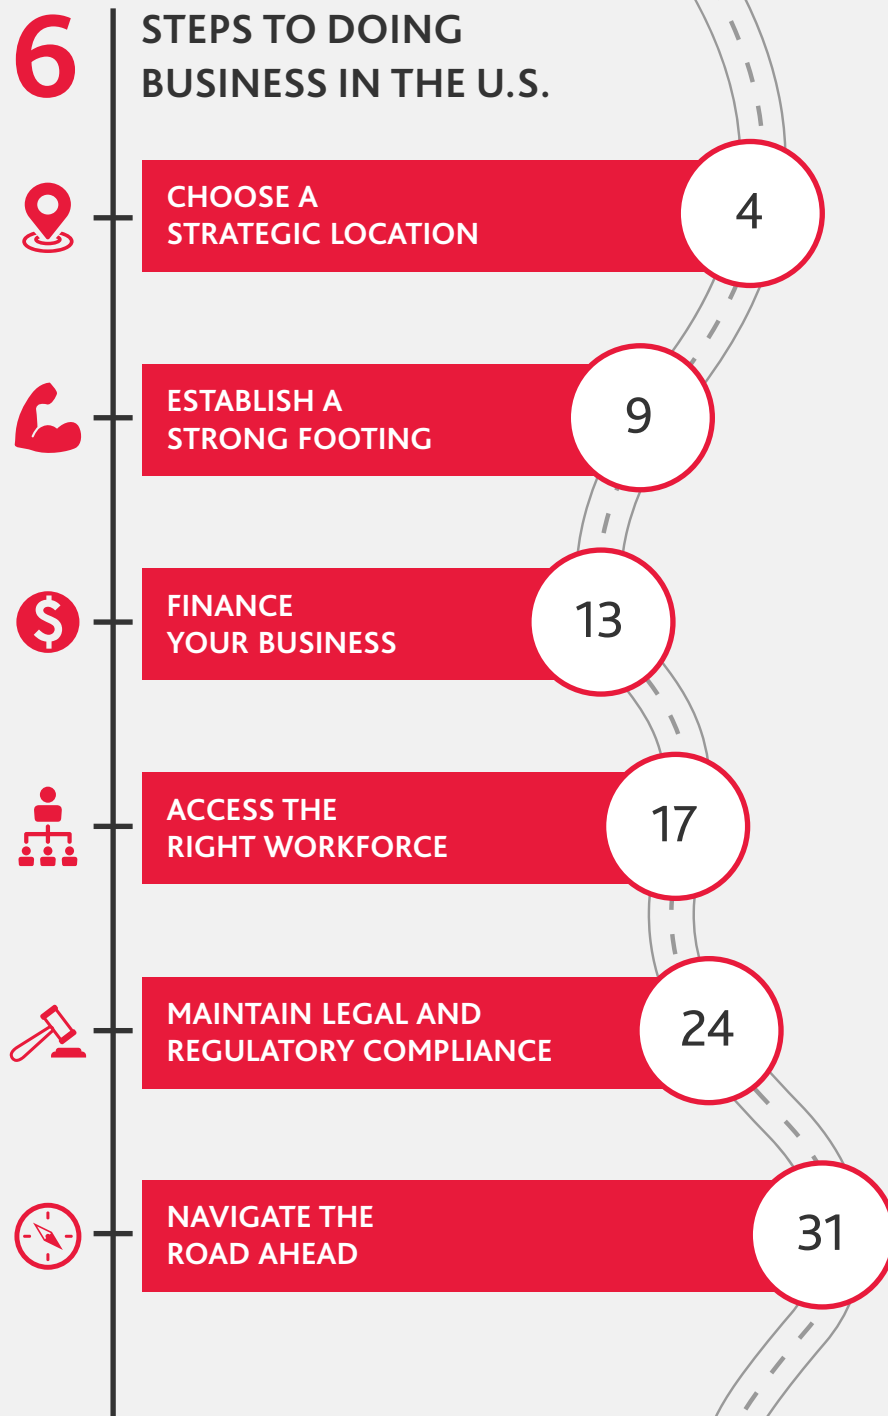 6
STEPS TO DOING
BUSINESS IN THE U.S.
CHOOSE A
STRATEGIC LOCATION
4
ESTABLISH A
STRONG FOOTING
9
FINANCE
YOUR BUSINESS
13
ACCESS THE
RIGHT WORKFORCE
17
MAINTAIN LEGAL AND
REGULATORY COMPLIANCE
24
NAVIGATE THE
ROAD AHEAD
31
$